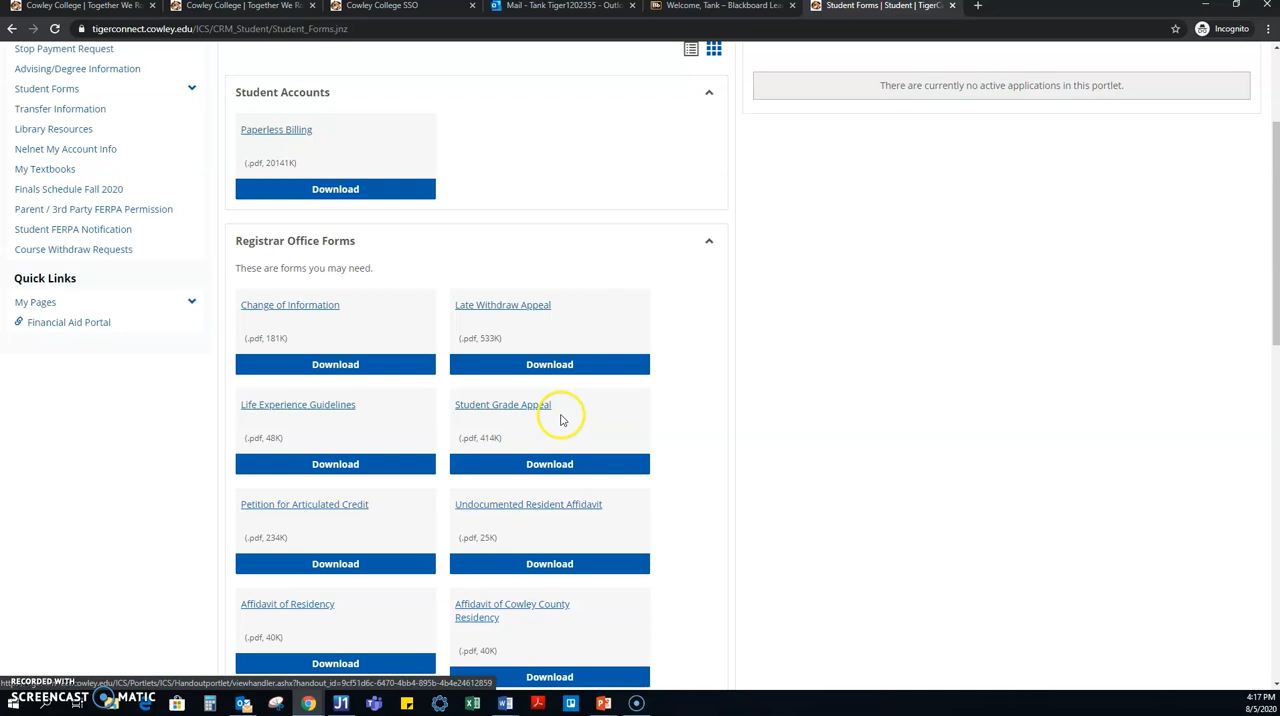 Cowley College | Together We Ro
Cowley College | Together We Ro
Cowley College SSO
Mail - Tank Tiger1202355 - Outlo
Welcome, Tank – Blackboard Lea
Student Forms | Student | TigerC
tigerconnect.cowley.edu/ICS/CRM_Student/Student_Forms.jnz
Incognito
Stop Payment Request
Advising/Degree Information
Student Forms
Transfer Information
Library Resources
Nelnet My Account Info
My Textbooks
Finals Schedule Fall 2020
Parent / 3rd Party FERPA Permission
Student FERPA Notification
Course Withdraw Requests
Quick Links
My Pages
Financial Aid Portal
Student Accounts
Paperless Billing
(.pdf, 20141K)
Download
Registrar Office Forms
These are forms you may need.
Change of Information
(.pdf, 181K)
Download
Late Withdraw Appeal
(.pdf, 533K)
Download
Life Experience Guidelines
(.pdf, 48K)
Download
Student Grade Appeal
(.pdf, 414K)
Download
Petition for Articulated Credit
(.pdf, 234K)
Download
Undocumented Resident Affidavit
(.pdf, 25K)
Download
Affidavit of Residency
(.pdf, 40K)
Download
Affidavit of Cowley County
Residency
(.pdf, 40K)
Download
There are currently no active applications in this portlet.
RECORDED WITH
SCREENCAST MATIC
4:17 PM
8/5/2020